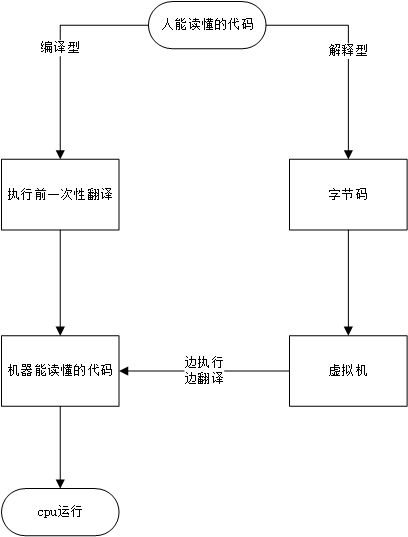 人能读懂的代码
编译型
解释型
执行前一次性翻译
字节码
机器能读懂的代码
边执行
边翻译
虚拟机
cpu运行